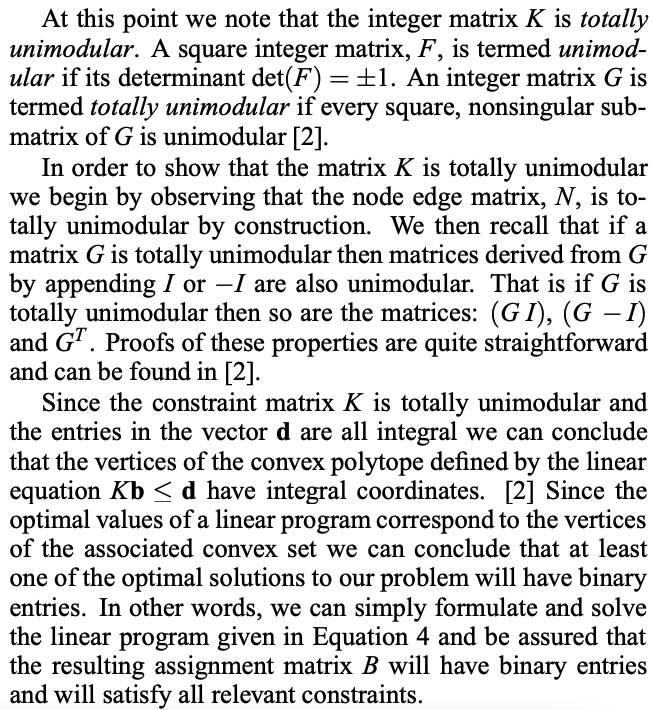 At this point we note that the integer matrix K is totally
unimodular. A square integer matrix, F, is termed unimod-
ular if its determinant det(F) = ±1. An integer matrix G is
termed totally unimodular if every square, nonsingular sub-
matrix of G is unimodular [2].
In order to show that the matrix K is totally unimodular
we begin by observing that the node edge matrix, N, is to-
tally unimodular by construction. We then recall that if a
matrix G is totally unimodular then matrices derived from G
by appending I or −I are also unimodular. That is if G is
totally unimodular then so are the matrices: (G I), (G − I)
and Gᵀ. Proofs of these properties are quite straightforward
and can be found in [2].
Since the constraint matrix K is totally unimodular and
the entries in the vector d are all integral we can conclude
that the vertices of the convex polytope defined by the linear
equation Kb ≤ d have integral coordinates. [2] Since the
optimal values of a linear program correspond to the vertices
of the associated convex set we can conclude that at least
one of the optimal solutions to our problem will have binary
entries. In other words, we can simply formulate and solve
the linear program given in Equation 4 and be assured that
the resulting assignment matrix B will have binary entries
and will satisfy all relevant constraints.